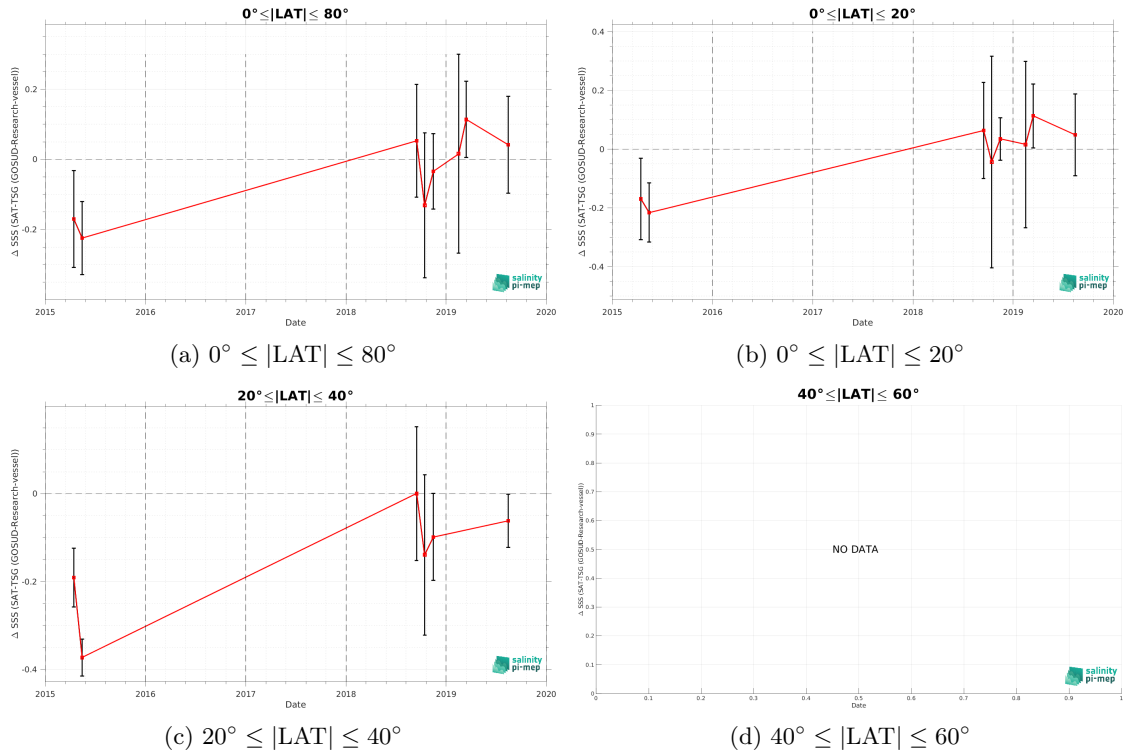 0°≤|LAT|≤ 80°
Δ SSS (SAT-TSG (GOSUD-Research-vessel))
0.2
0
-0.2
2015 2016 2017 2018 2019 2020
Date
salinity
pi-mep
(a) 0° ≤ |LAT| ≤ 80°
0°≤|LAT|≤ 20°
Δ SSS (SAT-TSG (GOSUD-Research-vessel))
0.4
0.2
0
-0.2
-0.4
2015 2016 2017 2018 2019 2020
Date
salinity
pi-mep
(b) 0° ≤ |LAT| ≤ 20°
20°≤|LAT|≤ 40°
Δ SSS (SAT-TSG (GOSUD-Research-vessel))
0
-0.2
-0.4
2015 2016 2017 2018 2019 2020
Date
salinity
pi-mep
(c) 20° ≤ |LAT| ≤ 40°
40°≤|LAT|≤ 60°
Δ SSS (SAT-TSG (GOSUD-Research-vessel))
1
0.9
0.8
0.7
0.6
0.5
0.4
0.3
0.2
0.1
0
NO DATA
0 0.1 0.2 0.3 0.4 0.5 0.6 0.7 0.8 0.9 1
Date
salinity
pi-mep
(d) 40° ≤ |LAT| ≤ 60°